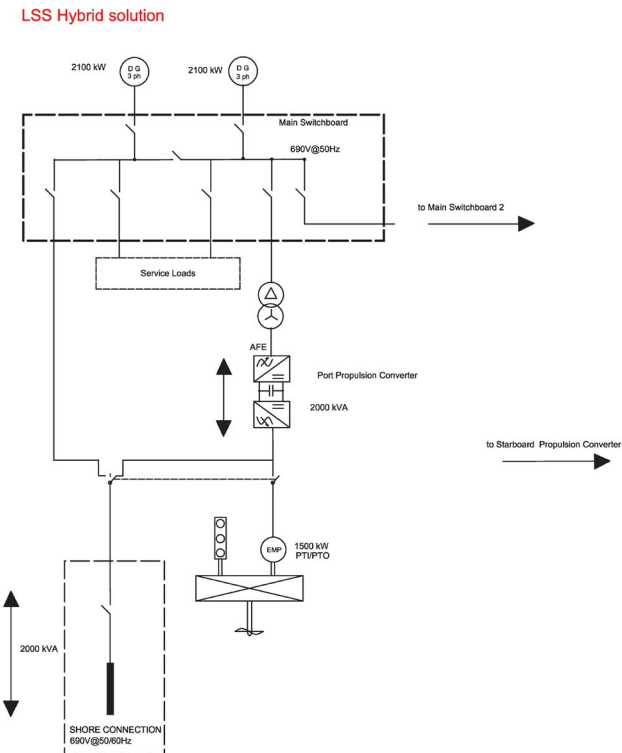 LSS Hybrid solution
2100 kW
D G
3 ph
2100 kW
D G
3 ph
Main Switchboard
690V@50Hz
to Main Switchboard 2
Service Loads
AFE
Port Propulsion Converter
2000 kVA
to Starboard Propulsion Converter
EMP
1500 kW
PTI/PTO
2000 kVA
SHORE CONNECTION
690V@50/60Hz